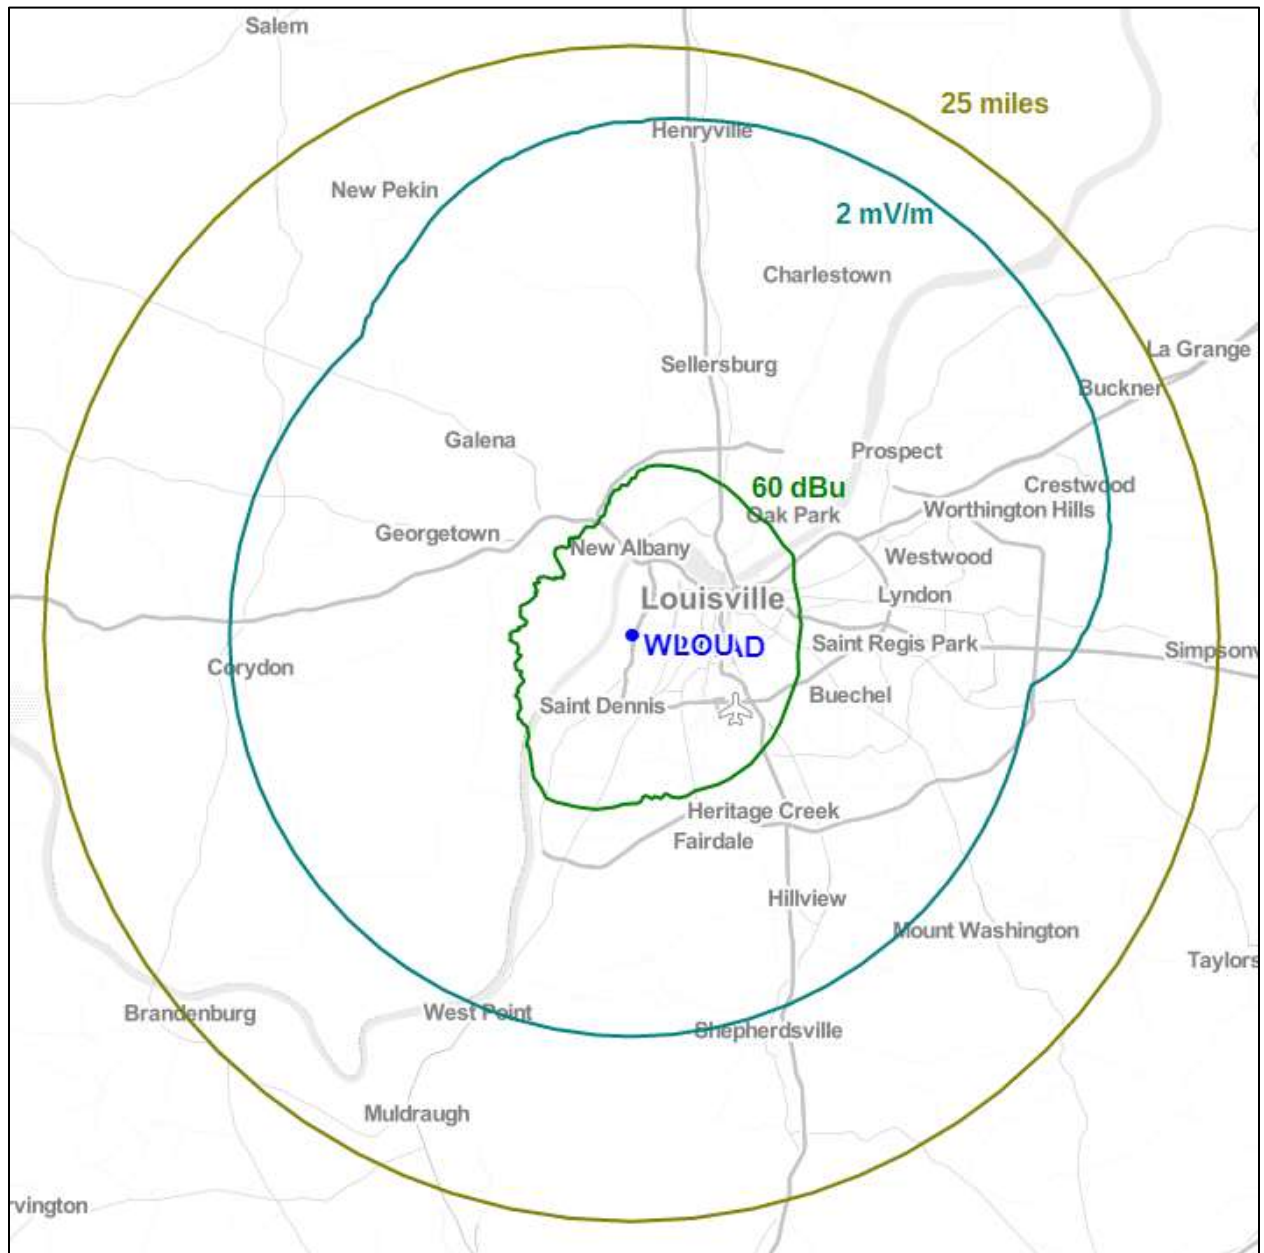 Salem
25 miles
Henryville
New Pekin
2 mV/m
Charlestown
La Grange
Sellersburg
Buckner
Galena
Prospect
60 dBu
Crestwood
Oak Park
Worthington Hills
Georgetown
New Albany
Westwood
Louisville
Lyndon
Saint Regis Park
Simpsonv
Corydon
Buechel
Saint Dennis
Heritage Creek
Fairdale
Hillview
Mount Washington
Taylors
Brandenburg
West Point
Shepherdsville
Muldraugh
rvington